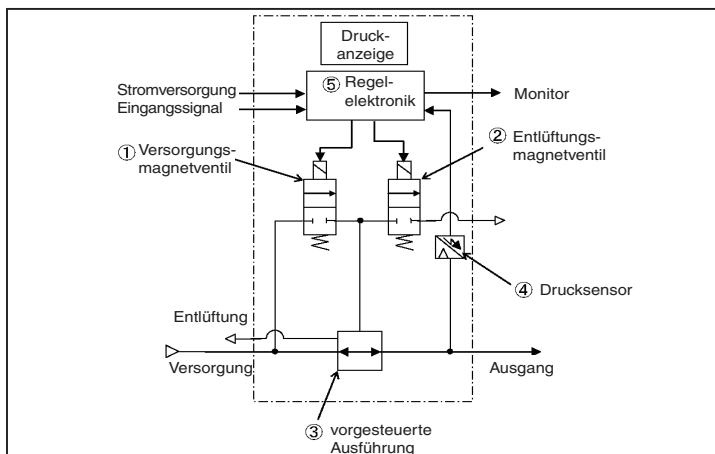 Druck-
anzeige
⑤ Regel-
elektronik
Stromversorgung
Eingangssignal
Monitor
① Versorgungs-
magnetventil
② Entlüftungs-
magnetventil
④ Drucksensor
Entlüftung
Versorgung
Ausgang
③ vorgesteuerte
Ausführung